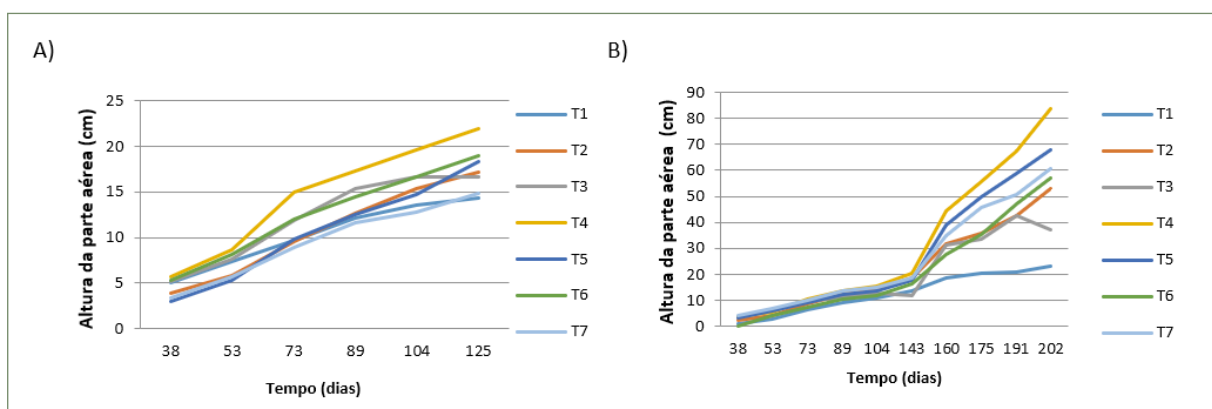 A)
Altura da parte aérea (cm)
25
20
15
10
5
0
38 53 73 89 104 125
Tempo (dias)
T1
T2
T3
T4
T5
T6
T7
B)
Altura da parte aérea (cm)
90
80
70
60
50
40
30
20
10
0
38 53 73 89 104 143 160 175 191 202
Tempo (dias)
T1
T2
T3
T4
T5
T6
T7